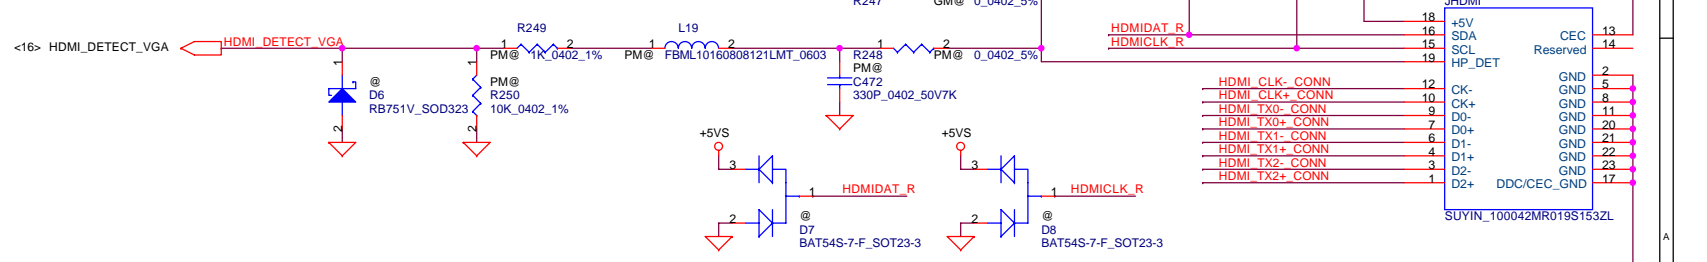 R247
GM@ 0_0402_5%
JHDMI
<16> HDMI_DETECT_VGA
HDMI_DETECT_VGA
R249
1 2
PM@ 1K_0402_1%
L19
1 2
PM@ FBML10160808121LMT_0603
R248
1 2
PM@ 0_0402_5%
1
@
D6
RB751V_SOD323
2
1
PM@
R250
10K_0402_1%
2
C472
330P_0402_50V7K
HDMIDAT_R
HDMICLK_R
18 +5V
16 SDA
15 SCL
19 HP_DET
12 CK-
10 CK+
9 D0-
7 D0+
6 D1-
4 D1+
3 D2-
1 D2+
CEC 13
Reserved 14
GND 2
GND 5
GND 8
GND 11
GND 20
GND 21
GND 22
GND 23
DDC/CEC_GND 17
HDMI_CLK-_CONN
HDMI_CLK+_CONN
HDMI_TX0-_CONN
HDMI_TX0+_CONN
HDMI_TX1-_CONN
HDMI_TX1+_CONN
HDMI_TX2-_CONN
HDMI_TX2+_CONN
SUYIN_100042MR019S153ZL
+5VS
3
2
1 HDMIDAT_R
@
D7
BAT54S-7-F_SOT23-3
+5VS
3
2
1 HDMICLK_R
@
D8
BAT54S-7-F_SOT23-3
A